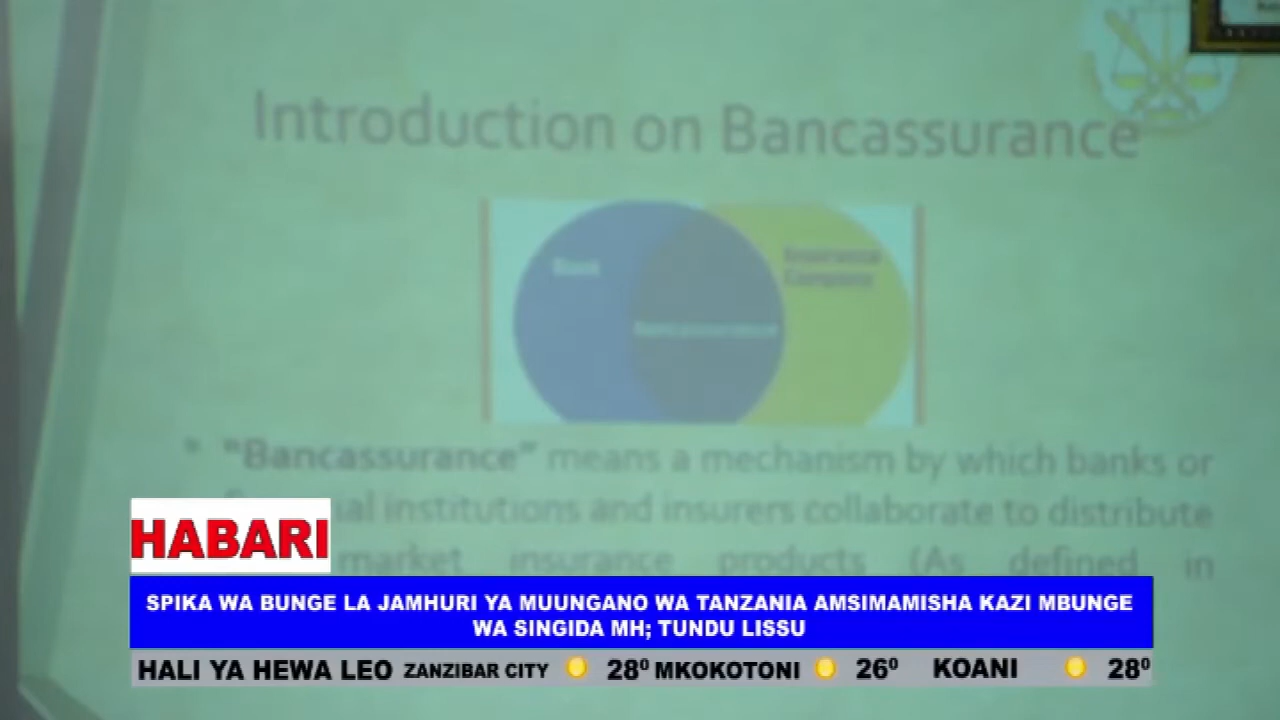 Introduction on Bancassurance
Bank
Insurance
Company
Bancassurance
• "Bancassurance" means a mechanism by which banks or
institutions and insurers collaborate to distribute
market insurance products (As defined in
HABARI
SPIKA WA BUNGE LA JAMHURI YA MUUNGANO WA TANZANIA AMSIMAMISHA KAZI MBUNGE
WA SINGIDA MH; TUNDU LISSU
HALI YA HEWA LEO ZANZIBAR CITY 28⁰ MKOKOTONI 26⁰ KOANI 28⁰